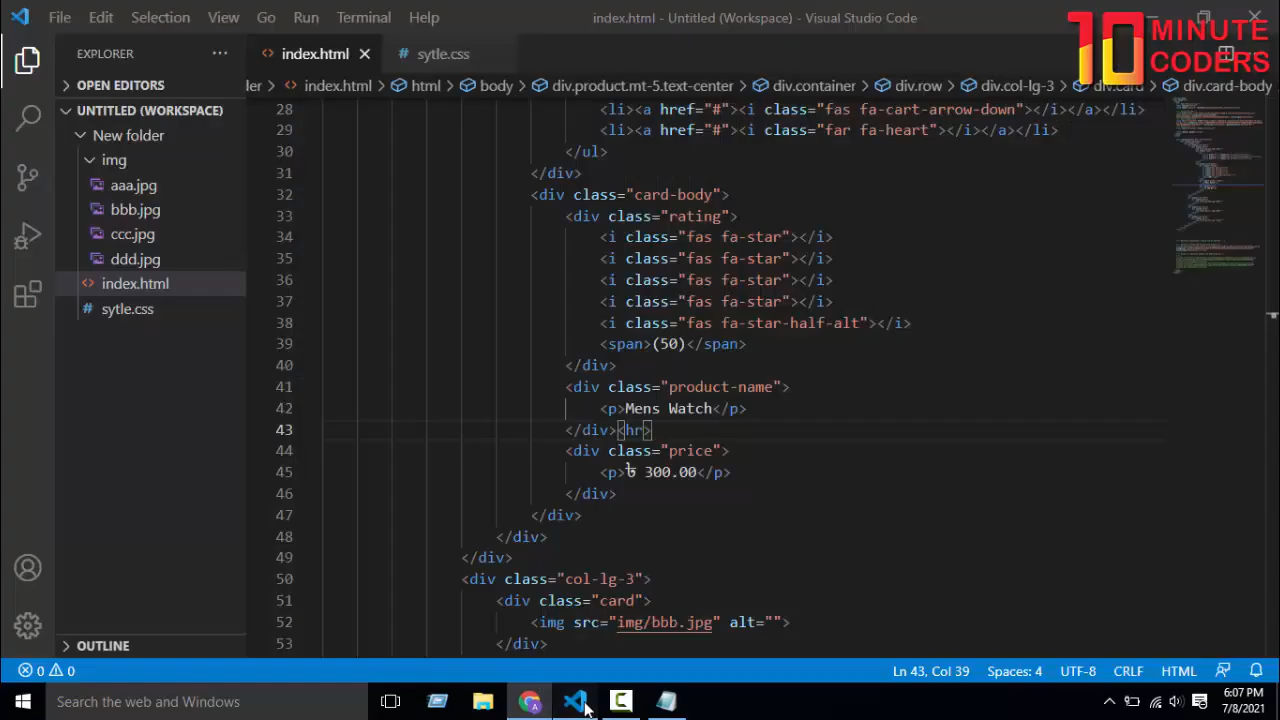 File Edit Selection View Go Run Terminal Help index.html - Untitled (Workspace) - Visual Studio Code
10 MINUTE CODERS
EXPLORER ··· index.html sytle.css
OPEN EDITORS
der > index.html > html > body > div.product.mt-5.text-center > div.container > div.row > div.col-lg-3 > div.card > div.card-body
UNTITLED (WORKSPACE)
New folder
img
aaa.jpg
bbb.jpg
ccc.jpg
ddd.jpg
index.html
sytle.css
OUTLINE
28 <li><a href="#"><i class="fas fa-cart-arrow-down"></i></a></li>
29 <li><a href="#"><i class="far fa-heart"></i></a></li>
30 </ul>
31 </div>
32 <div class="card-body">
33 <div class="rating">
34 <i class="fas fa-star"></i>
35 <i class="fas fa-star"></i>
36 <i class="fas fa-star"></i>
37 <i class="fas fa-star"></i>
38 <i class="fas fa-star-half-alt"></i>
39 <span>(50)</span>
40 </div>
41 <div class="product-name">
42 <p>Mens Watch</p>
43 </div><hr>
44 <div class="price">
45 <p>৳ 300.00</p>
46 </div>
47 </div>
48 </div>
49 </div>
50 <div class="col-lg-3">
51 <div class="card">
52 <img src="img/bbb.jpg" alt="">
53 </div>
0 0 Ln 43, Col 39 Spaces: 4 UTF-8 CRLF HTML
Search the web and Windows
6:07 PM
7/8/2021